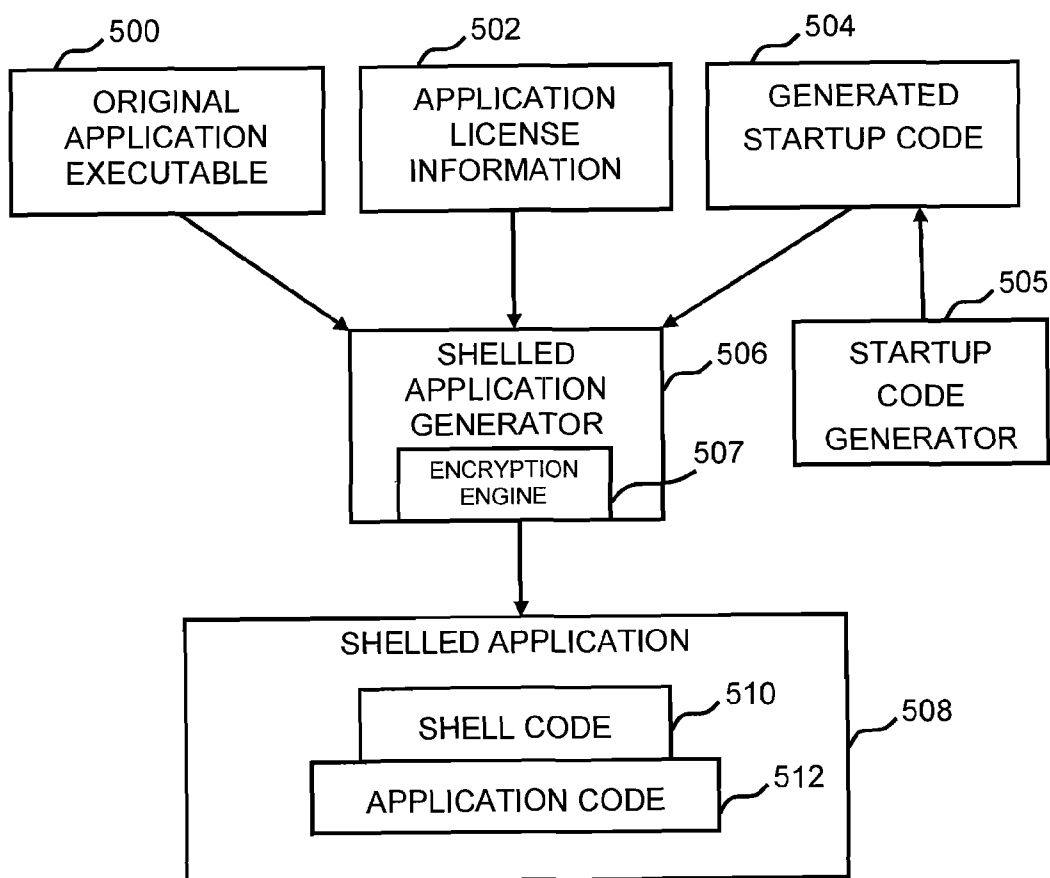 500
502
504
ORIGINAL
APPLICATION
EXECUTABLE
APPLICATION
LICENSE
INFORMATION
GENERATED
STARTUP CODE
505
STARTUP
CODE
GENERATOR
SHELLED
APPLICATION
GENERATOR
506
ENCRYPTION
ENGINE
507
SHELLED APPLICATION
508
SHELL CODE
510
APPLICATION CODE
512